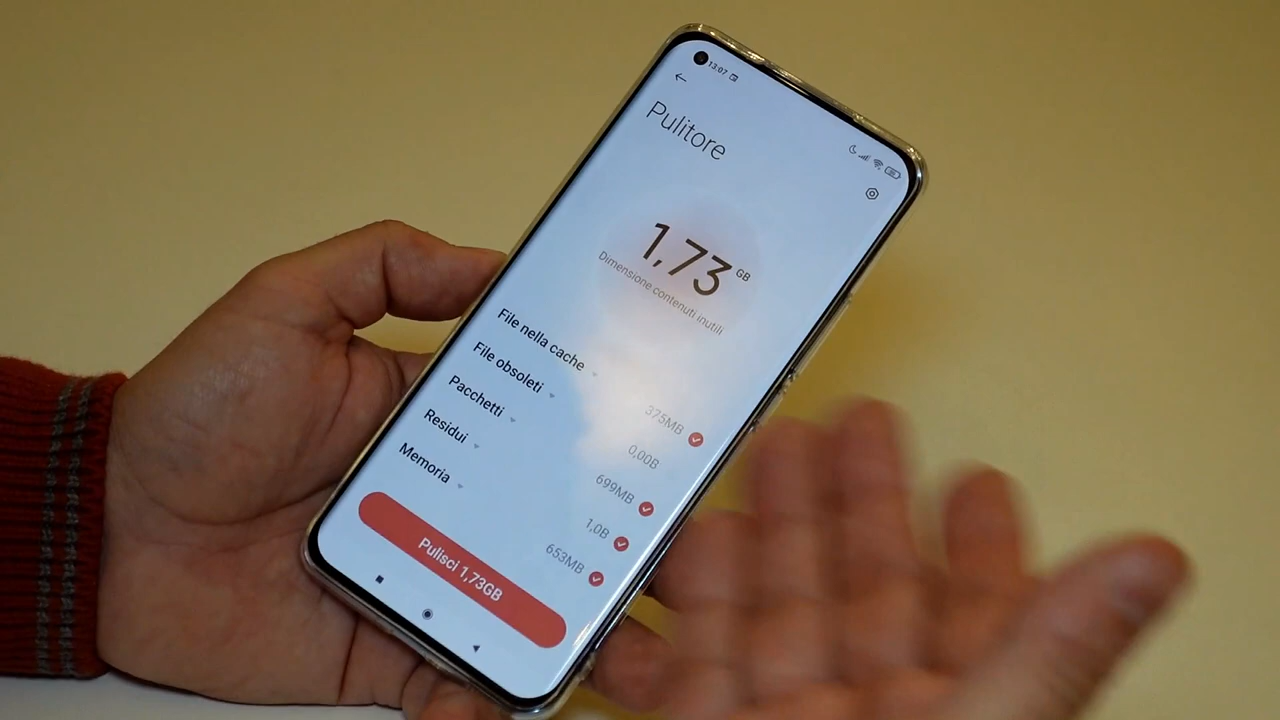 13:07
Pulitore
1,73 GB
Dimensione contenuti inutili
File nella cache 375MB
File obsoleti 0,00B
Pacchetti 699MB
Residui 1,0B
Memoria 653MB
Pulisci 1,73GB